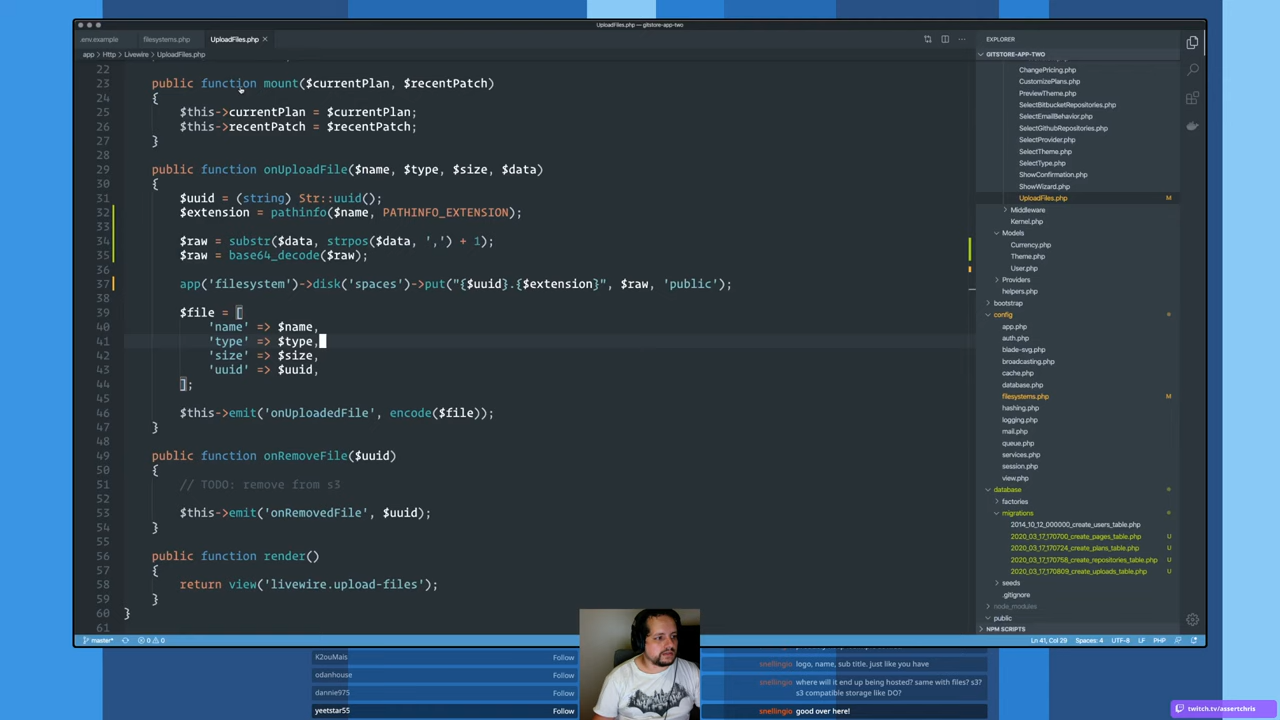 UploadFiles.php — gitstore-app-two
.env.example
filesystems.php
UploadFiles.php
app > Http > Livewire > UploadFiles.php
22
23 public function mount($currentPlan, $recentPatch)
24 {
25 $this->currentPlan = $currentPlan;
26 $this->recentPatch = $recentPatch;
27 }
28
29 public function onUploadFile($name, $type, $size, $data)
30 {
31 $uuid = (string) Str::uuid();
32 $extension = pathinfo($name, PATHINFO_EXTENSION);
33
34 $raw = substr($data, strpos($data, ',') + 1);
35 $raw = base64_decode($raw);
36
37 app('filesystem')->disk('spaces')->put("{$uuid}.{$extension}", $raw, 'public');
38
39 $file = [
40 'name' => $name,
41 'type' => $type,
42 'size' => $size,
43 'uuid' => $uuid,
44 ];
45
46 $this->emit('onUploadedFile', encode($file));
47 }
48
49 public function onRemoveFile($uuid)
50 {
51 // TODO: remove from s3
52
53 $this->emit('onRemovedFile', $uuid);
54 }
55
56 public function render()
57 {
58 return view('livewire.upload-files');
59 }
60 }
61
EXPLORER
GITSTORE-APP-TWO
ChangePricing.php
CustomizePlans.php
PreviewTheme.php
SelectBitbucketRepositories.php
SelectEmailBehavior.php
SelectGithubRepositories.php
SelectProvider.php
SelectTheme.php
SelectType.php
ShowConfirmation.php
ShowWizard.php
UploadFiles.php M
Middleware
Kernel.php
Models
Currency.php
Theme.php
User.php
Providers
helpers.php
bootstrap
config
app.php
auth.php
blade-svg.php
broadcasting.php
cache.php
database.php
filesystems.php M
hashing.php
logging.php
mail.php
queue.php
services.php
session.php
view.php
database
factories
migrations
2014_10_12_000000_create_users_table.php
2020_03_17_170700_create_pages_table.php U
2020_03_17_170724_create_plans_table.php U
2020_03_17_170758_create_repositories_table.php U
2020_03_17_170809_create_uploads_table.php U
seeds
.gitignore
node_modules
public
NPM SCRIPTS
master* 0 0
Ln 41, Col 29 Spaces: 4 UTF-8 LF PHP
K2ouMais Follow
odanhouse Follow
dannie975 Follow
yeetstar55 Follow
snellingio logo, name, sub title. just like you have
snellingio where will it end up being hosted? same with files? s3?
s3 compatible storage like DO?
snellingio good over here!
twitch.tv/assertchris